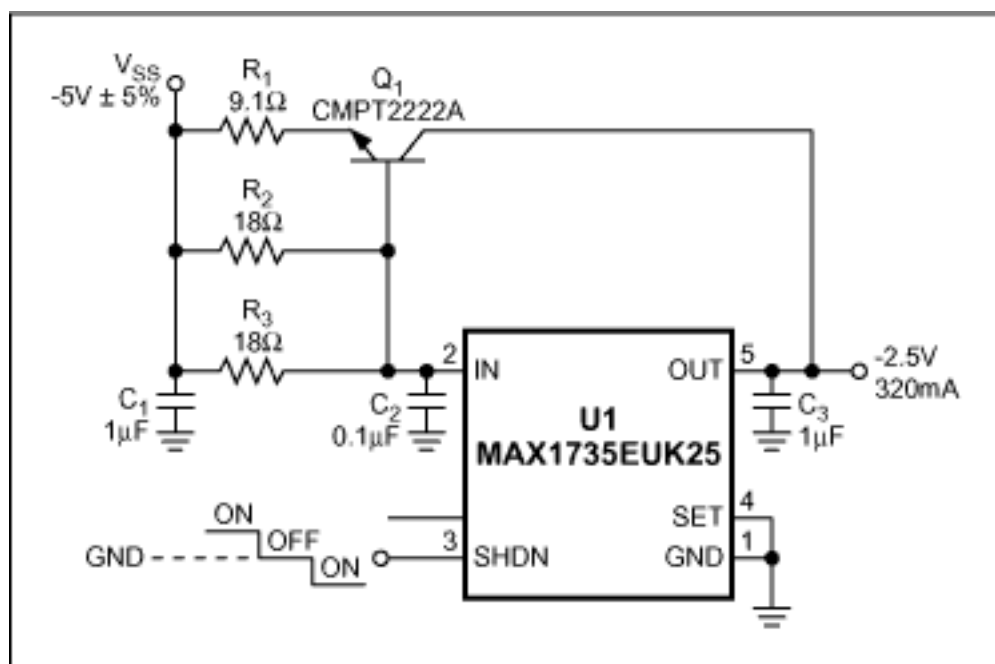 VSS
-5V ± 5%
R1
9.1Ω
Q1
CMPT2222A
R2
18Ω
R3
18Ω
C1
1µF
C2
0.1µF
2
IN
OUT
5
-2.5V
320mA
C3
1µF
U1
MAX1735EUK25
ON
OFF
ON
GND
3
SHDN
SET
4
GND
1